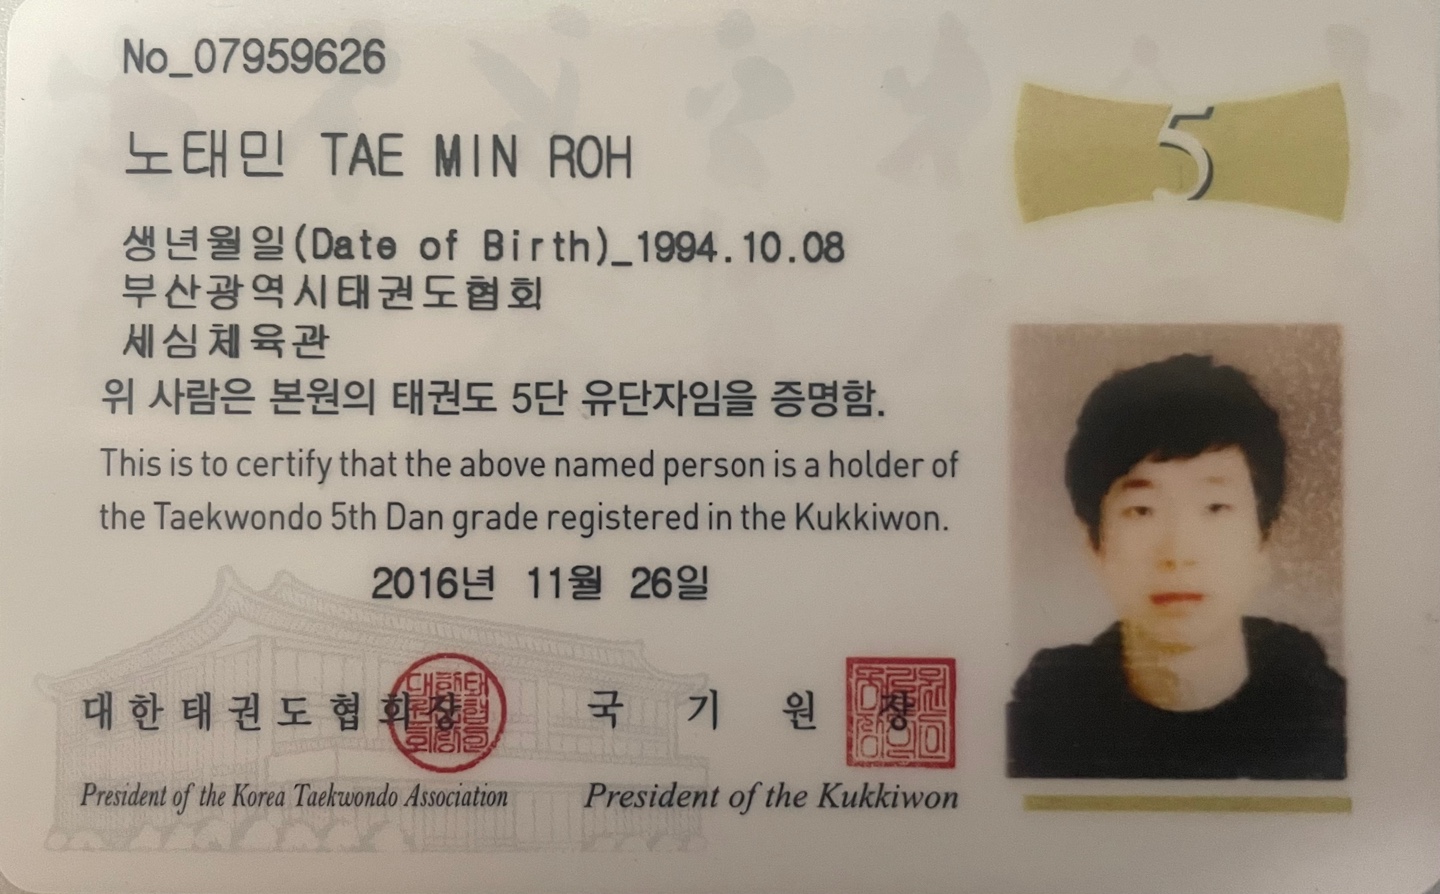 No_07959626
노태민 TAE MIN ROH
생년월일(Date of Birth)_1994.10.08
부산광역시태권도협회
세심체육관
위 사람은 본원의 태권도 5단 유단자임을 증명함.
This is to certify that the above named person is a holder of
the Taekwondo 5th Dan grade registered in the Kukkiwon.
2016년 11월 26일
대한태권도협회장
President of the Korea Taekwondo Association
국기원장
President of the Kukkiwon
5